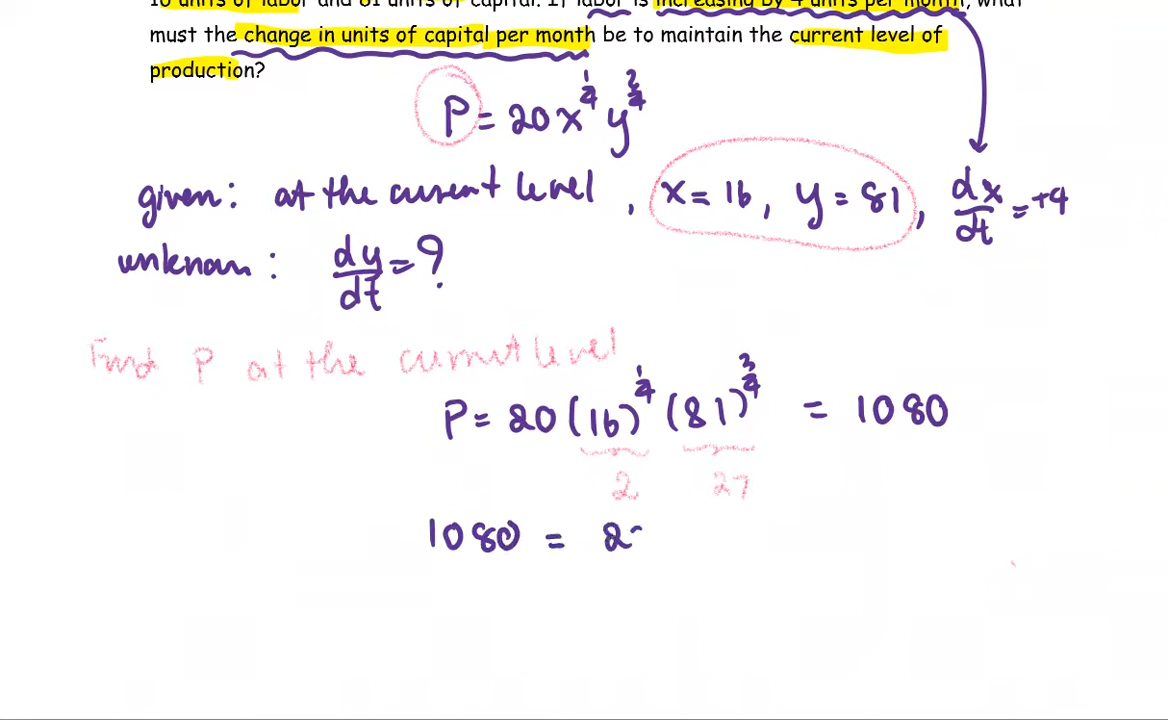 16 units of labor and 81 units of capital. If labor is increasing by 4 units per month, what
must the change in units of capital per month be to maintain the current level of
production?
P = 20x^1/4 y^3/4
given: at the current level, x = 16, y = 81, dx/dt = +4
unknown: dy/dt = ?
Find P at the current level
P = 20(16)^1/4 (81)^3/4 = 1080
2 27
1080 = 2